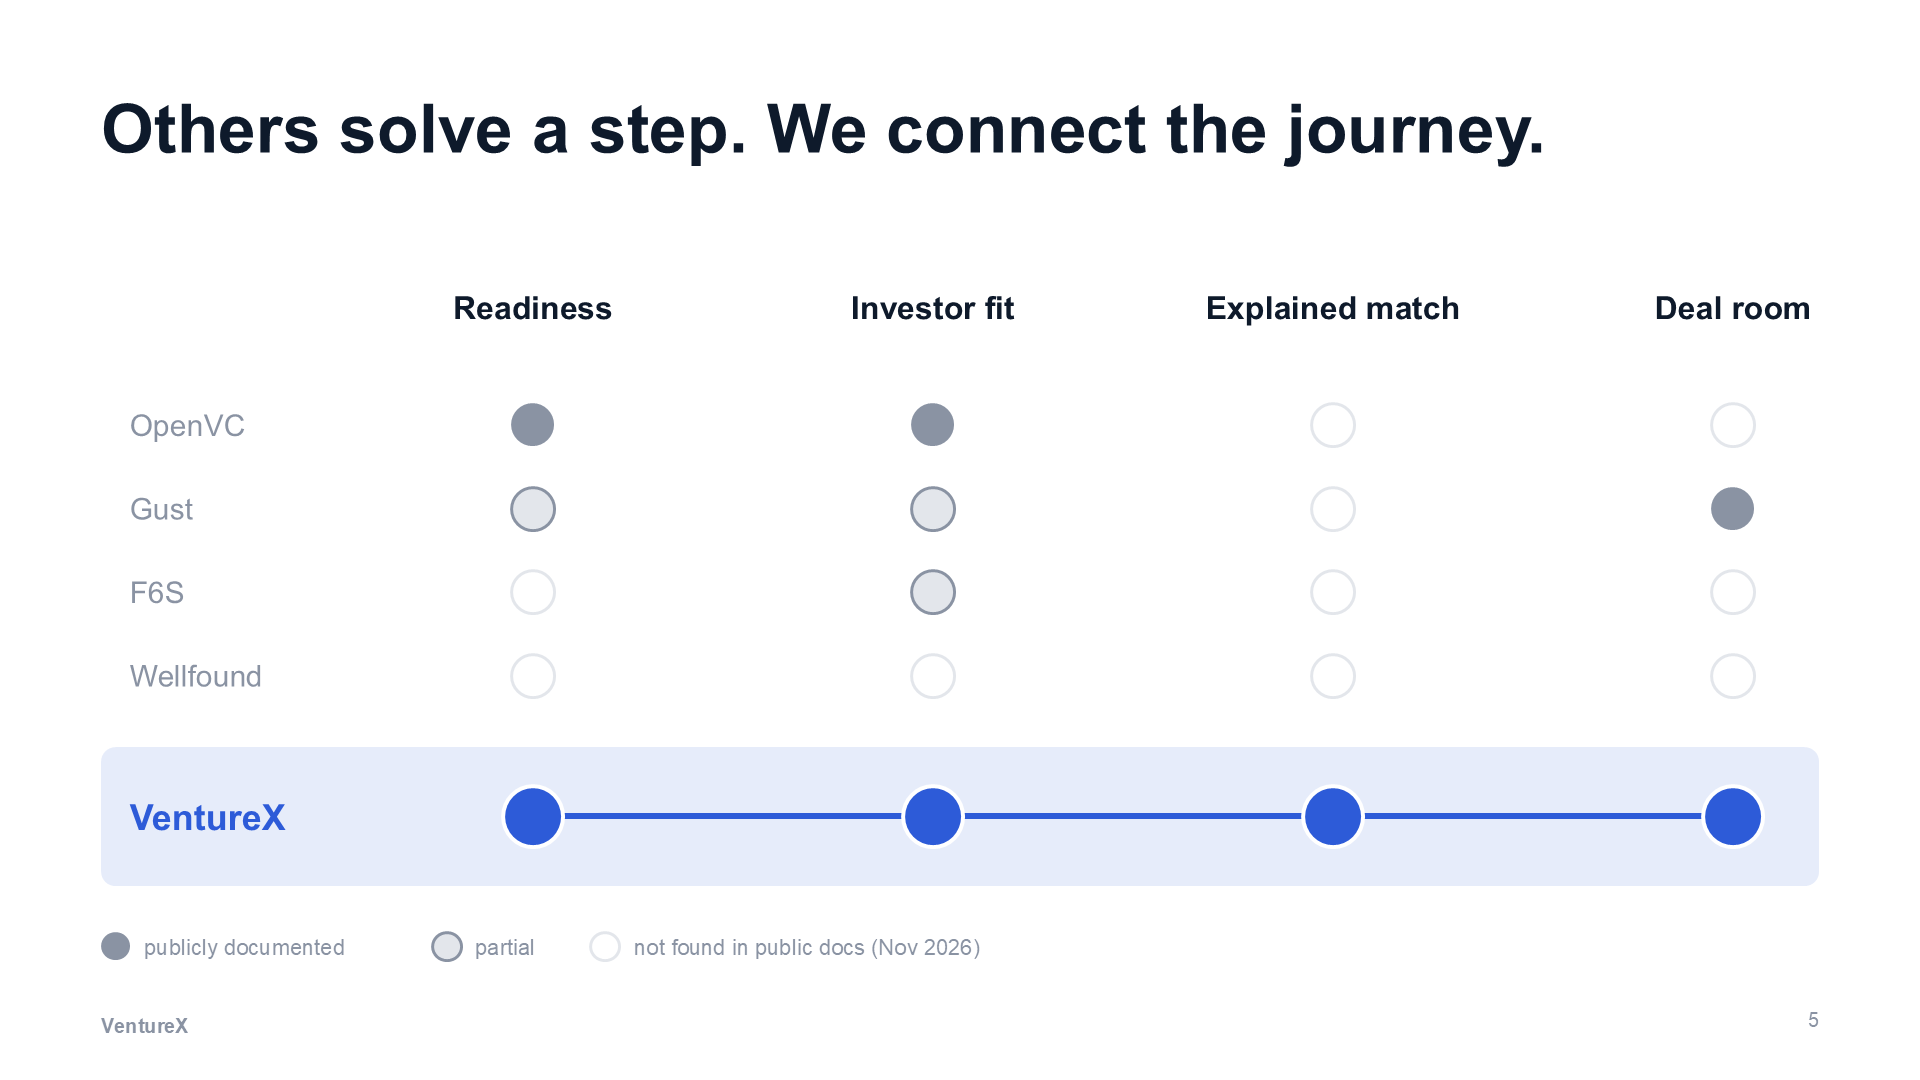 Others solve a step. We connect the journey.
Readiness Investor fit Explained match Deal room
OpenVC
Gust
F6S
Wellfound
VentureX
publicly documented partial not found in public docs (Nov 2026)
VentureX 5